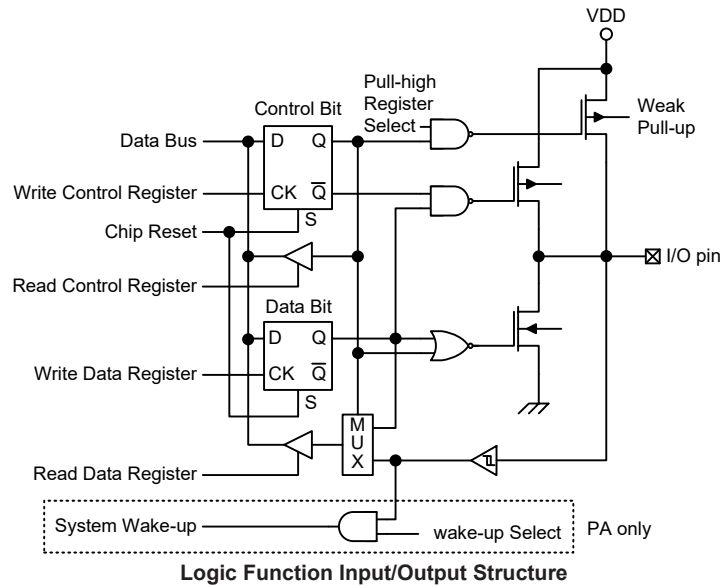 VDD
Pull-high
Register
Select
Weak
Pull-up
Control Bit
Data Bus
D
Q
Write Control Register
CK
Q
S
Chip Reset
I/O pin
Read Control Register
Data Bit
D
Q
Write Data Register
CK
Q
S
M
U
X
Read Data Register
System Wake-up
wake-up Select
PA only
Logic Function Input/Output Structure